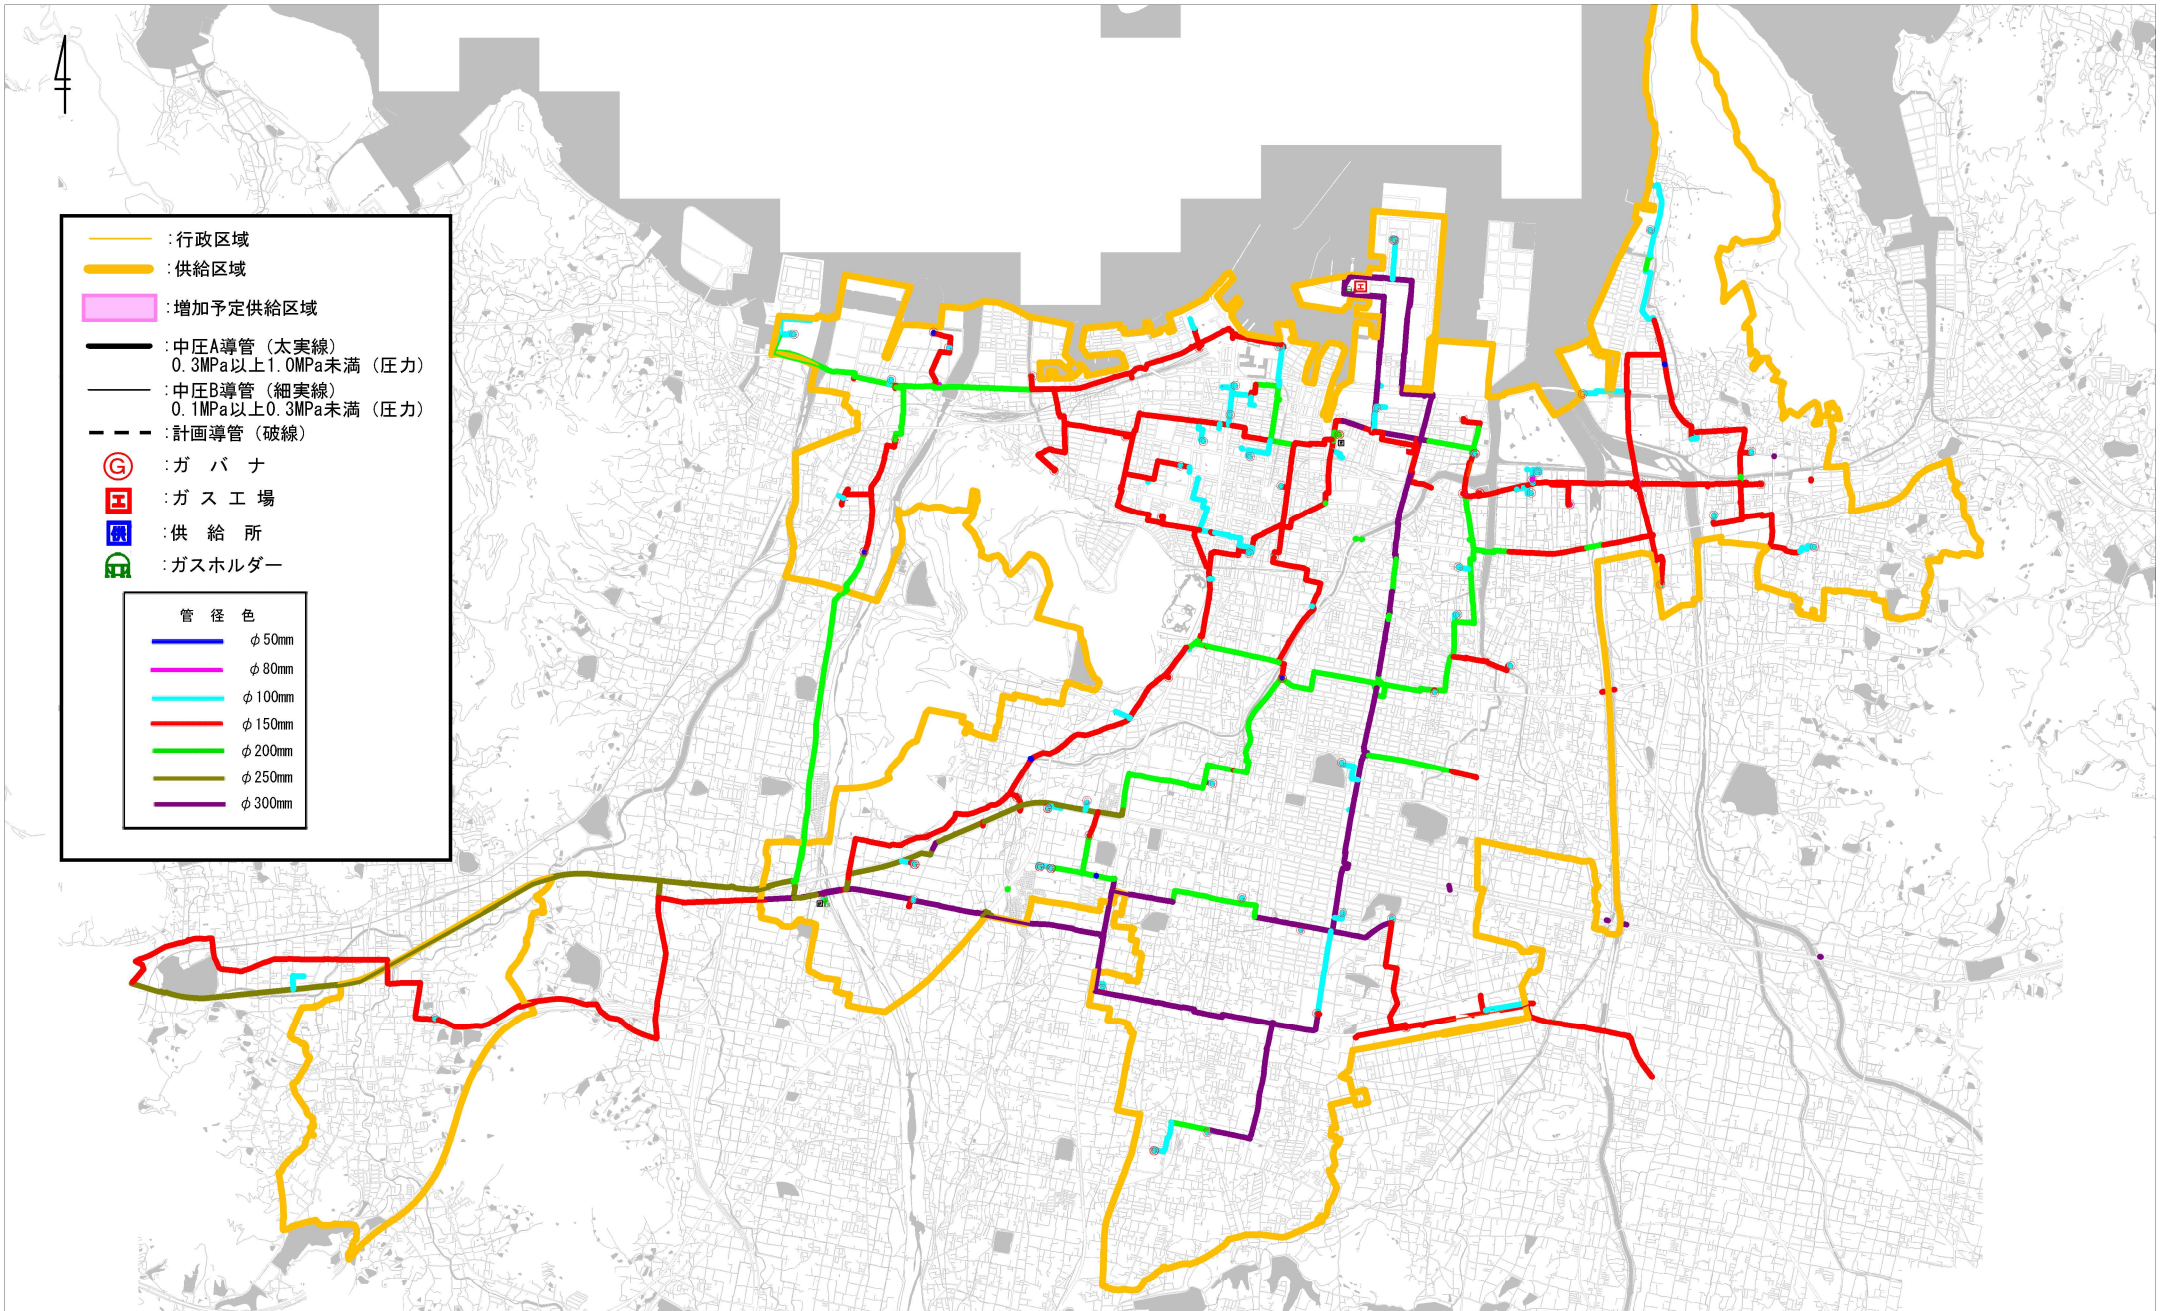 :行政区域
:供給区域
:増加予定供給区域
:中圧A導管(太実線)
0.3MPa以上1.0MPa未満(圧力)
:中圧B導管(細実線)
0.1MPa以上0.3MPa未満(圧力)
:計画導管(破線)
G :ガバナ
工 :ガス工場
供 :供給所
:ガスホルダー
管径色
φ50mm
φ80mm
φ100mm
φ150mm
φ200mm
φ250mm
φ300mm
工